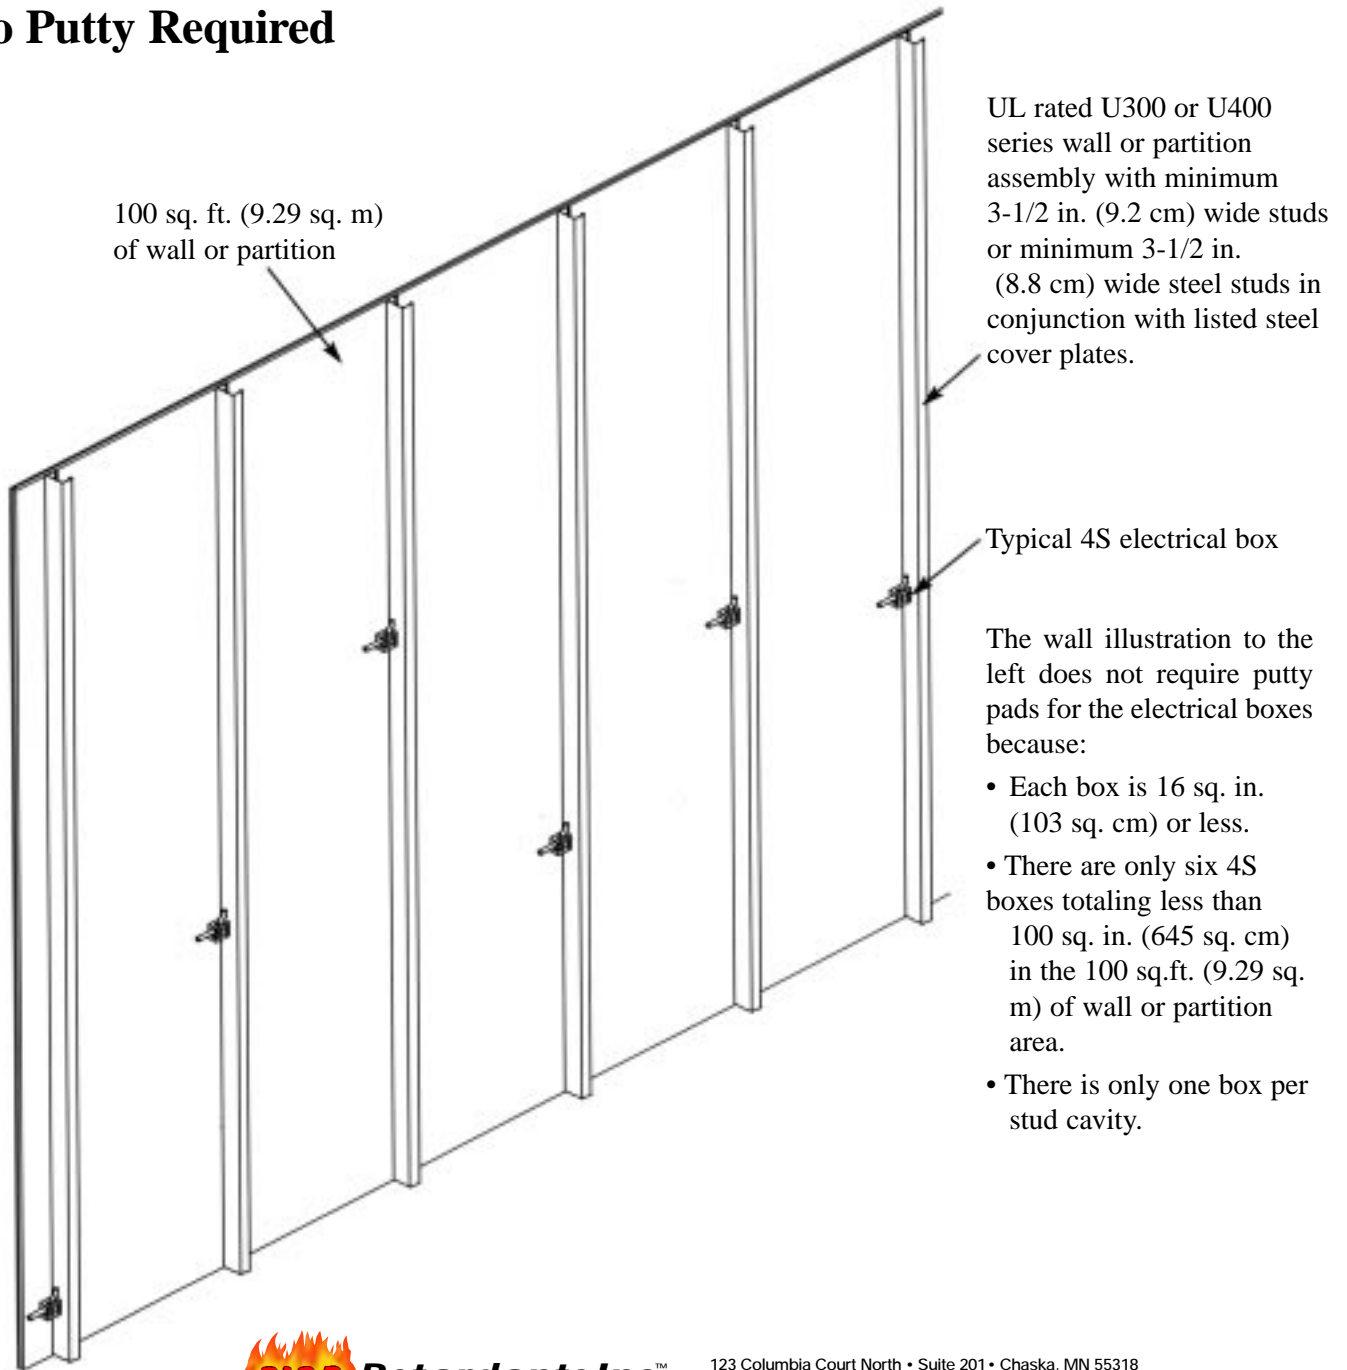 o Putty Required
100 sq. ft. (9.29 sq. m)
of wall or partition
UL rated U300 or U400
series wall or partition
assembly with minimum
3-1/2 in. (9.2 cm) wide studs
or minimum 3-1/2 in.
(8.8 cm) wide steel studs in
conjunction with listed steel
cover plates.
Typical 4S electrical box
The wall illustration to the
left does not require putty
pads for the electrical boxes
because:
• Each box is 16 sq. in.
(103 sq. cm) or less.
• There are only six 4S
boxes totaling less than
100 sq. in. (645 sq. cm)
in the 100 sq.ft. (9.29 sq.
m) of wall or partition
area.
• There is only one box per
stud cavity.
123 Columbia Court North • Suite 201 • Chaska, MN 55318